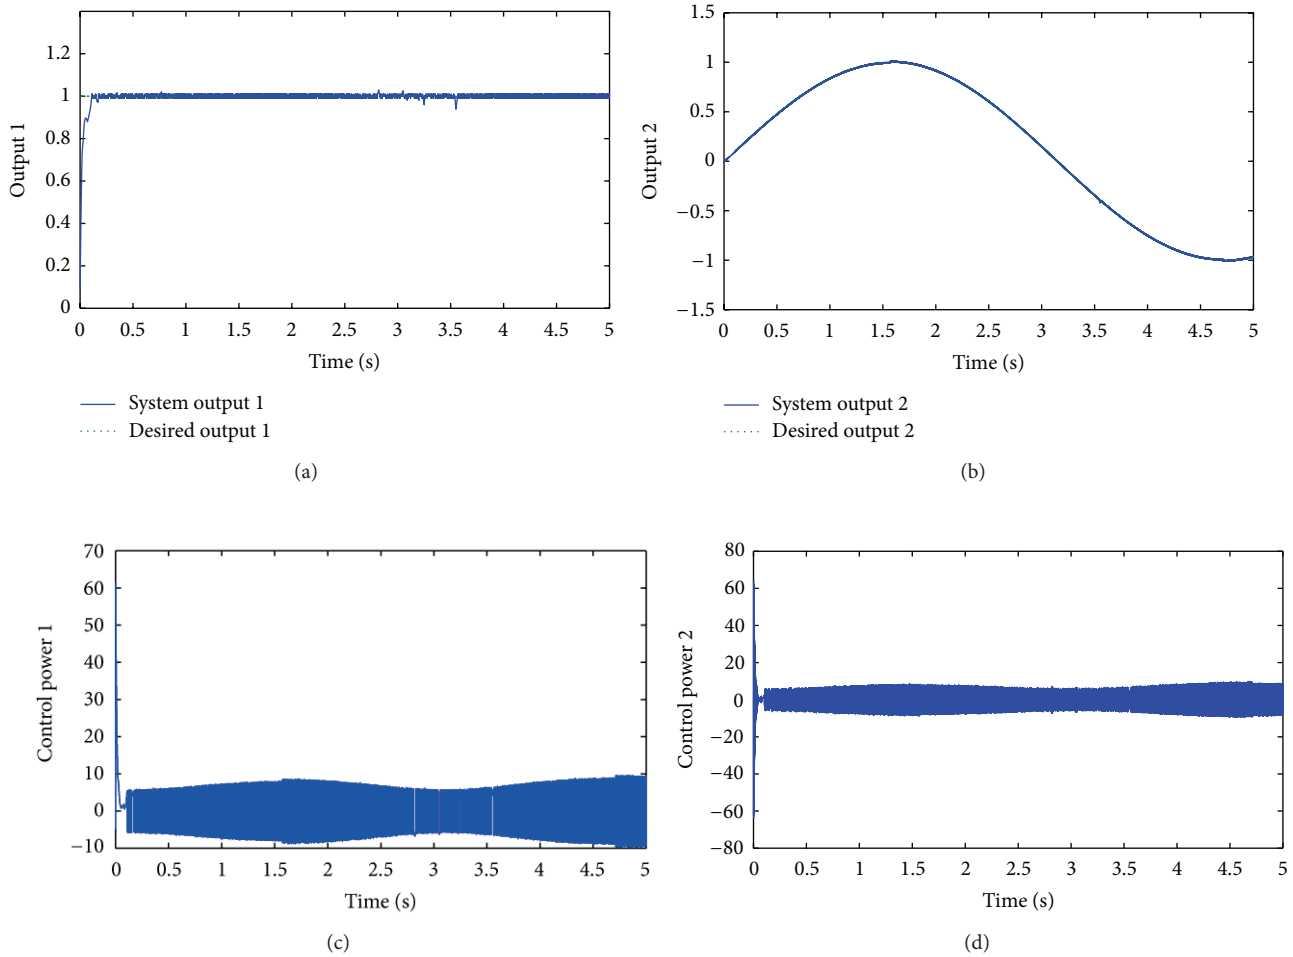 1.2
1
0.8
0.6
0.4
0.2
0
Output 1
0 0.5 1 1.5 2 2.5 3 3.5 4 4.5 5
Time (s)
System output 1
Desired output 1
(a)
1.5
1
0.5
0
−0.5
−1
−1.5
Output 2
0 0.5 1 1.5 2 2.5 3 3.5 4 4.5 5
Time (s)
System output 2
Desired output 2
(b)
70
60
50
40
30
20
10
0
−10
Control power 1
0 0.5 1 1.5 2 2.5 3 3.5 4 4.5 5
Time (s)
(c)
80
60
40
20
0
−20
−40
−60
−80
Control power 2
0 0.5 1 1.5 2 2.5 3 3.5 4 4.5 5
Time (s)
(d)